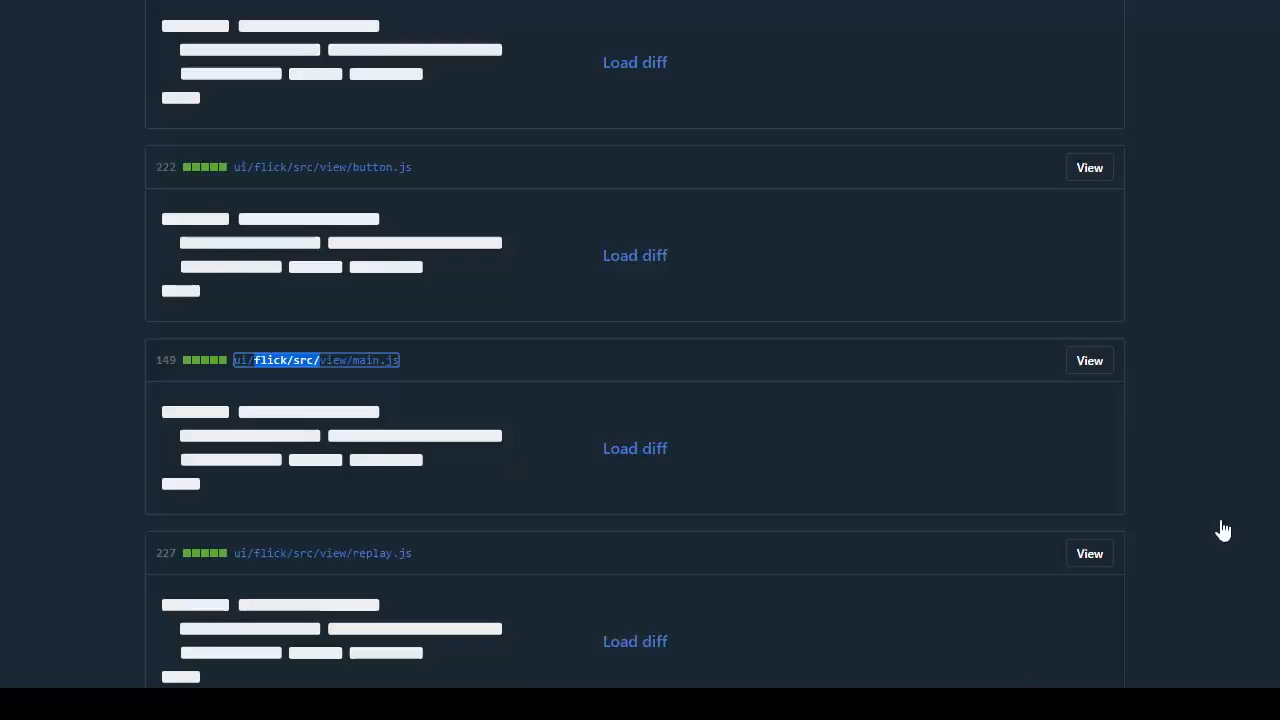 Load diff
222 ui/flick/src/view/button.js View
Load diff
149 ui/flick/src/view/main.js View
Load diff
227 ui/flick/src/view/replay.js View
Load diff